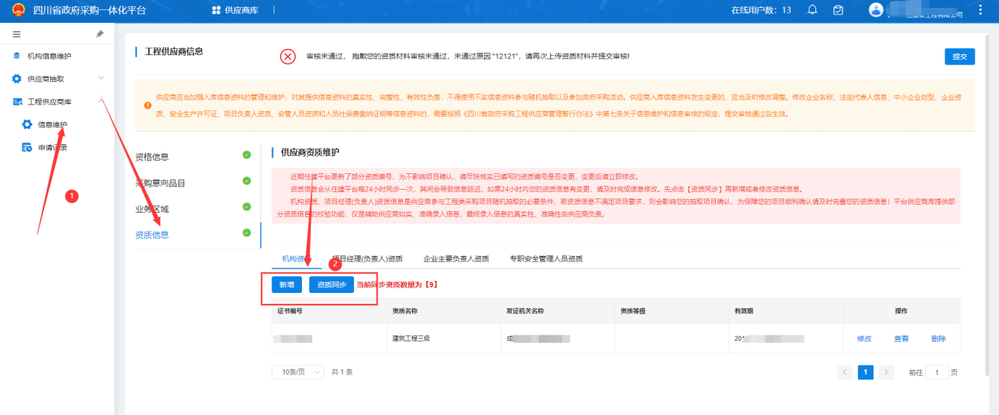 四川省政府采购一体化平台
供应商库
在线用户数：13
工程有限公司
机构信息维护
供应商抽取
工程供应商库
信息维护
申请记录
1
工程供应商信息
审核未通过， 抱歉您的资质材料审核未通过，未通过原因:"12121"，请再次上传资质材料并提交审核!
提交
供应商应当加强入库信息资料的管理和维护，对其提供信息资料的真实性、完整性、有效性负责，不得使用不实信息资料参与随机抽取以及参加政府采购活动。供应商入库信息资料发生变更的，应当及时修改调整。修改企业名称、法定代表人信息、中小企业划型、企业资
质、安全生产许可证、项目负责人资质、安管人员资质和人员社保费缴纳证明等信息资料的，需要按照《四川省政府采购工程供应商管理暂行办法》中第七条关于信息维护和信息审核的规定，提交审核通过后生效。
资格信息
采购意向品目
业务区域
资质信息
供应商资质维护
近期住建平台更新了部分资质编号，为不影响项目确认，请尽快核实已填写的资质编号是否变更，变更后请立即修改。
资质信息会从住建平台每24小时同步一次，其间会导致信息延迟，如果24小时内您的资质信息有变更，请及时完成信息修改。先点击【资质同步】再新增或者修改资质信息。
机构资质、项目经理(负责人)资质信息是供应商参与工程类采购项目随机抽取的必要条件，若资质信息不满足项目要求，则会影响您的抽取项目确认，为保障您的项目顺利确认请及时完善您的资质信息！平台供应商库提供部
分资质信息的校验功能，仅是辅助供应商如实、准确录入信息，最终录入信息的真实性、准确性由供应商负责。
机构资质
项目经理(负责人)资质
企业主要负责人资质
专职安全管理人员资质
2
新增
资质同步
当前同步资质数量为【9】
证书编号 资质名称 发证机关名称 资质等级 有效期 操作
建筑工程三级 成 201 修改 查看 删除
10条/页 共 1 条 1 前往 1 页